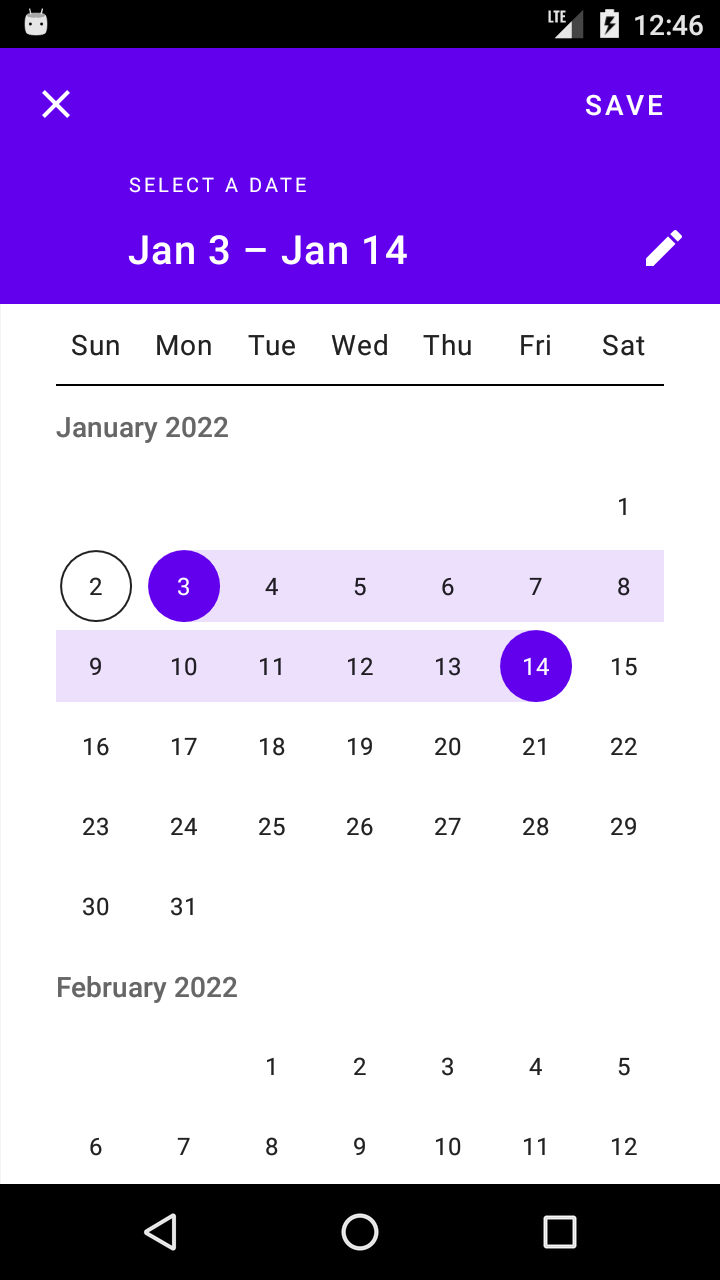 LTE 12:46
SAVE
SELECT A DATE
Jan 3 – Jan 14
Sun Mon Tue Wed Thu Fri Sat
January 2022
1
2 3 4 5 6 7 8
9 10 11 12 13 14 15
16 17 18 19 20 21 22
23 24 25 26 27 28 29
30 31
February 2022
1 2 3 4 5
6 7 8 9 10 11 12